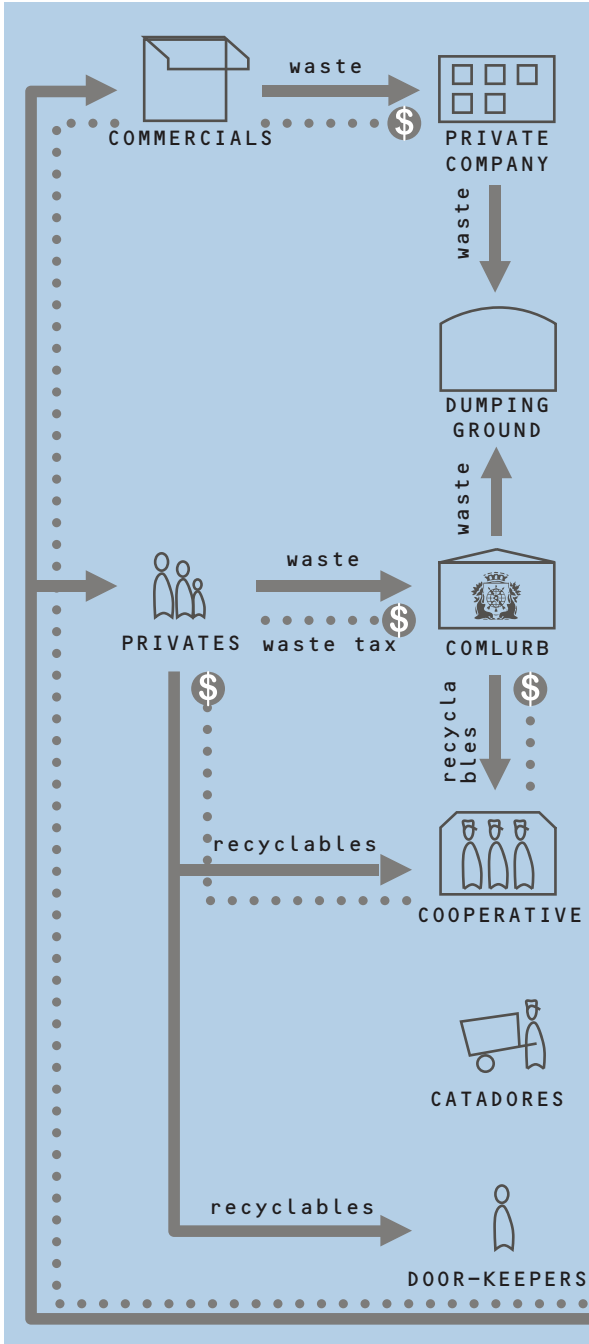 waste
$
COMMERCIALS
PRIVATE
COMPANY
waste
DUMPING
GROUND
waste
waste
$
PRIVATES
waste tax
COMLURB
$
$
recycla
bles
recyclables
COOPERATIVE
CATADORES
recyclables
DOOR-KEEPERS